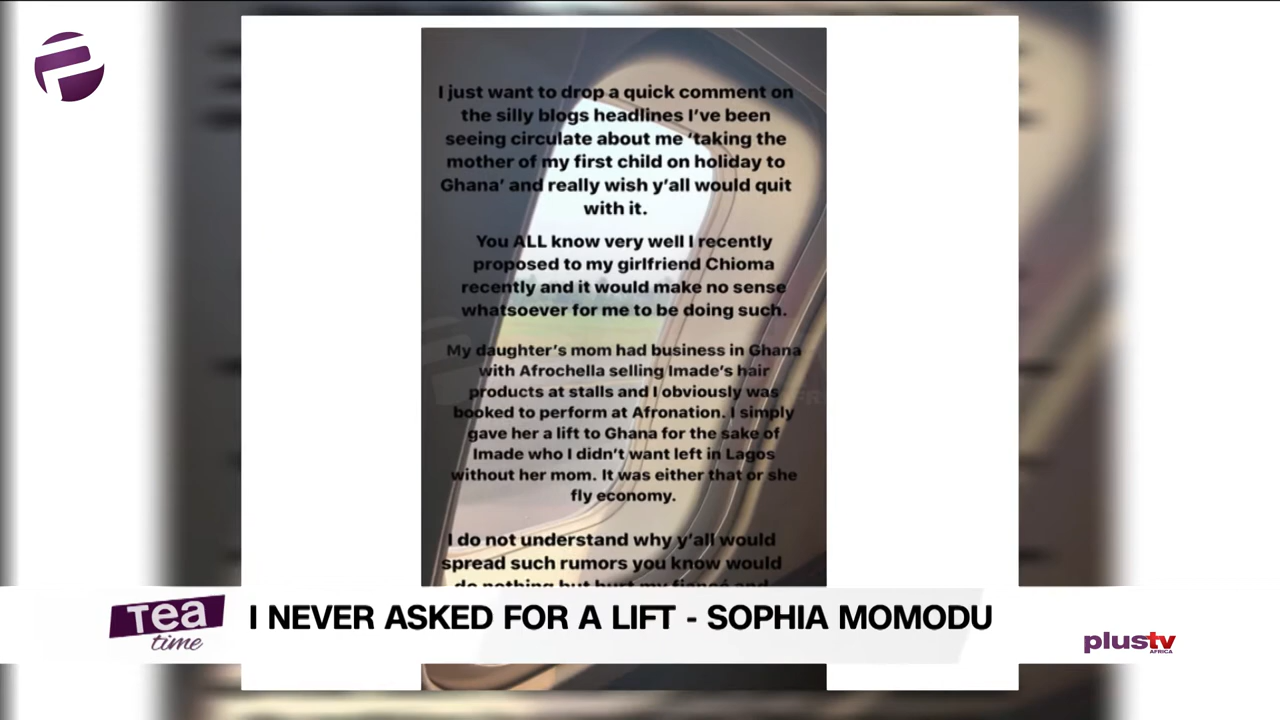 I just want to drop a quick comment on
the silly blogs headlines I've been
seeing circulate about me ‘taking the
mother of my first child on holiday to
Ghana’ and really wish y'all would quit
with it.
You ALL know very well I recently
proposed to my girlfriend Chioma
recently and it would make no sense
whatsoever for me to be doing such.
My daughter's mom had business in Ghana
with Afrochella selling Imade's hair
products at stalls and I obviously was
booked to perform at Afronation. I simply
gave her a lift to Ghana for the sake of
Imade who I didn't want left in Lagos
without her mom. It was either that or she
fly economy.
I do not understand why y'all would
spread such rumors you know would
do nothing but hurt my fiancé and
Tea
time
I NEVER ASKED FOR A LIFT - SOPHIA MOMODU
plustv
AFRICA